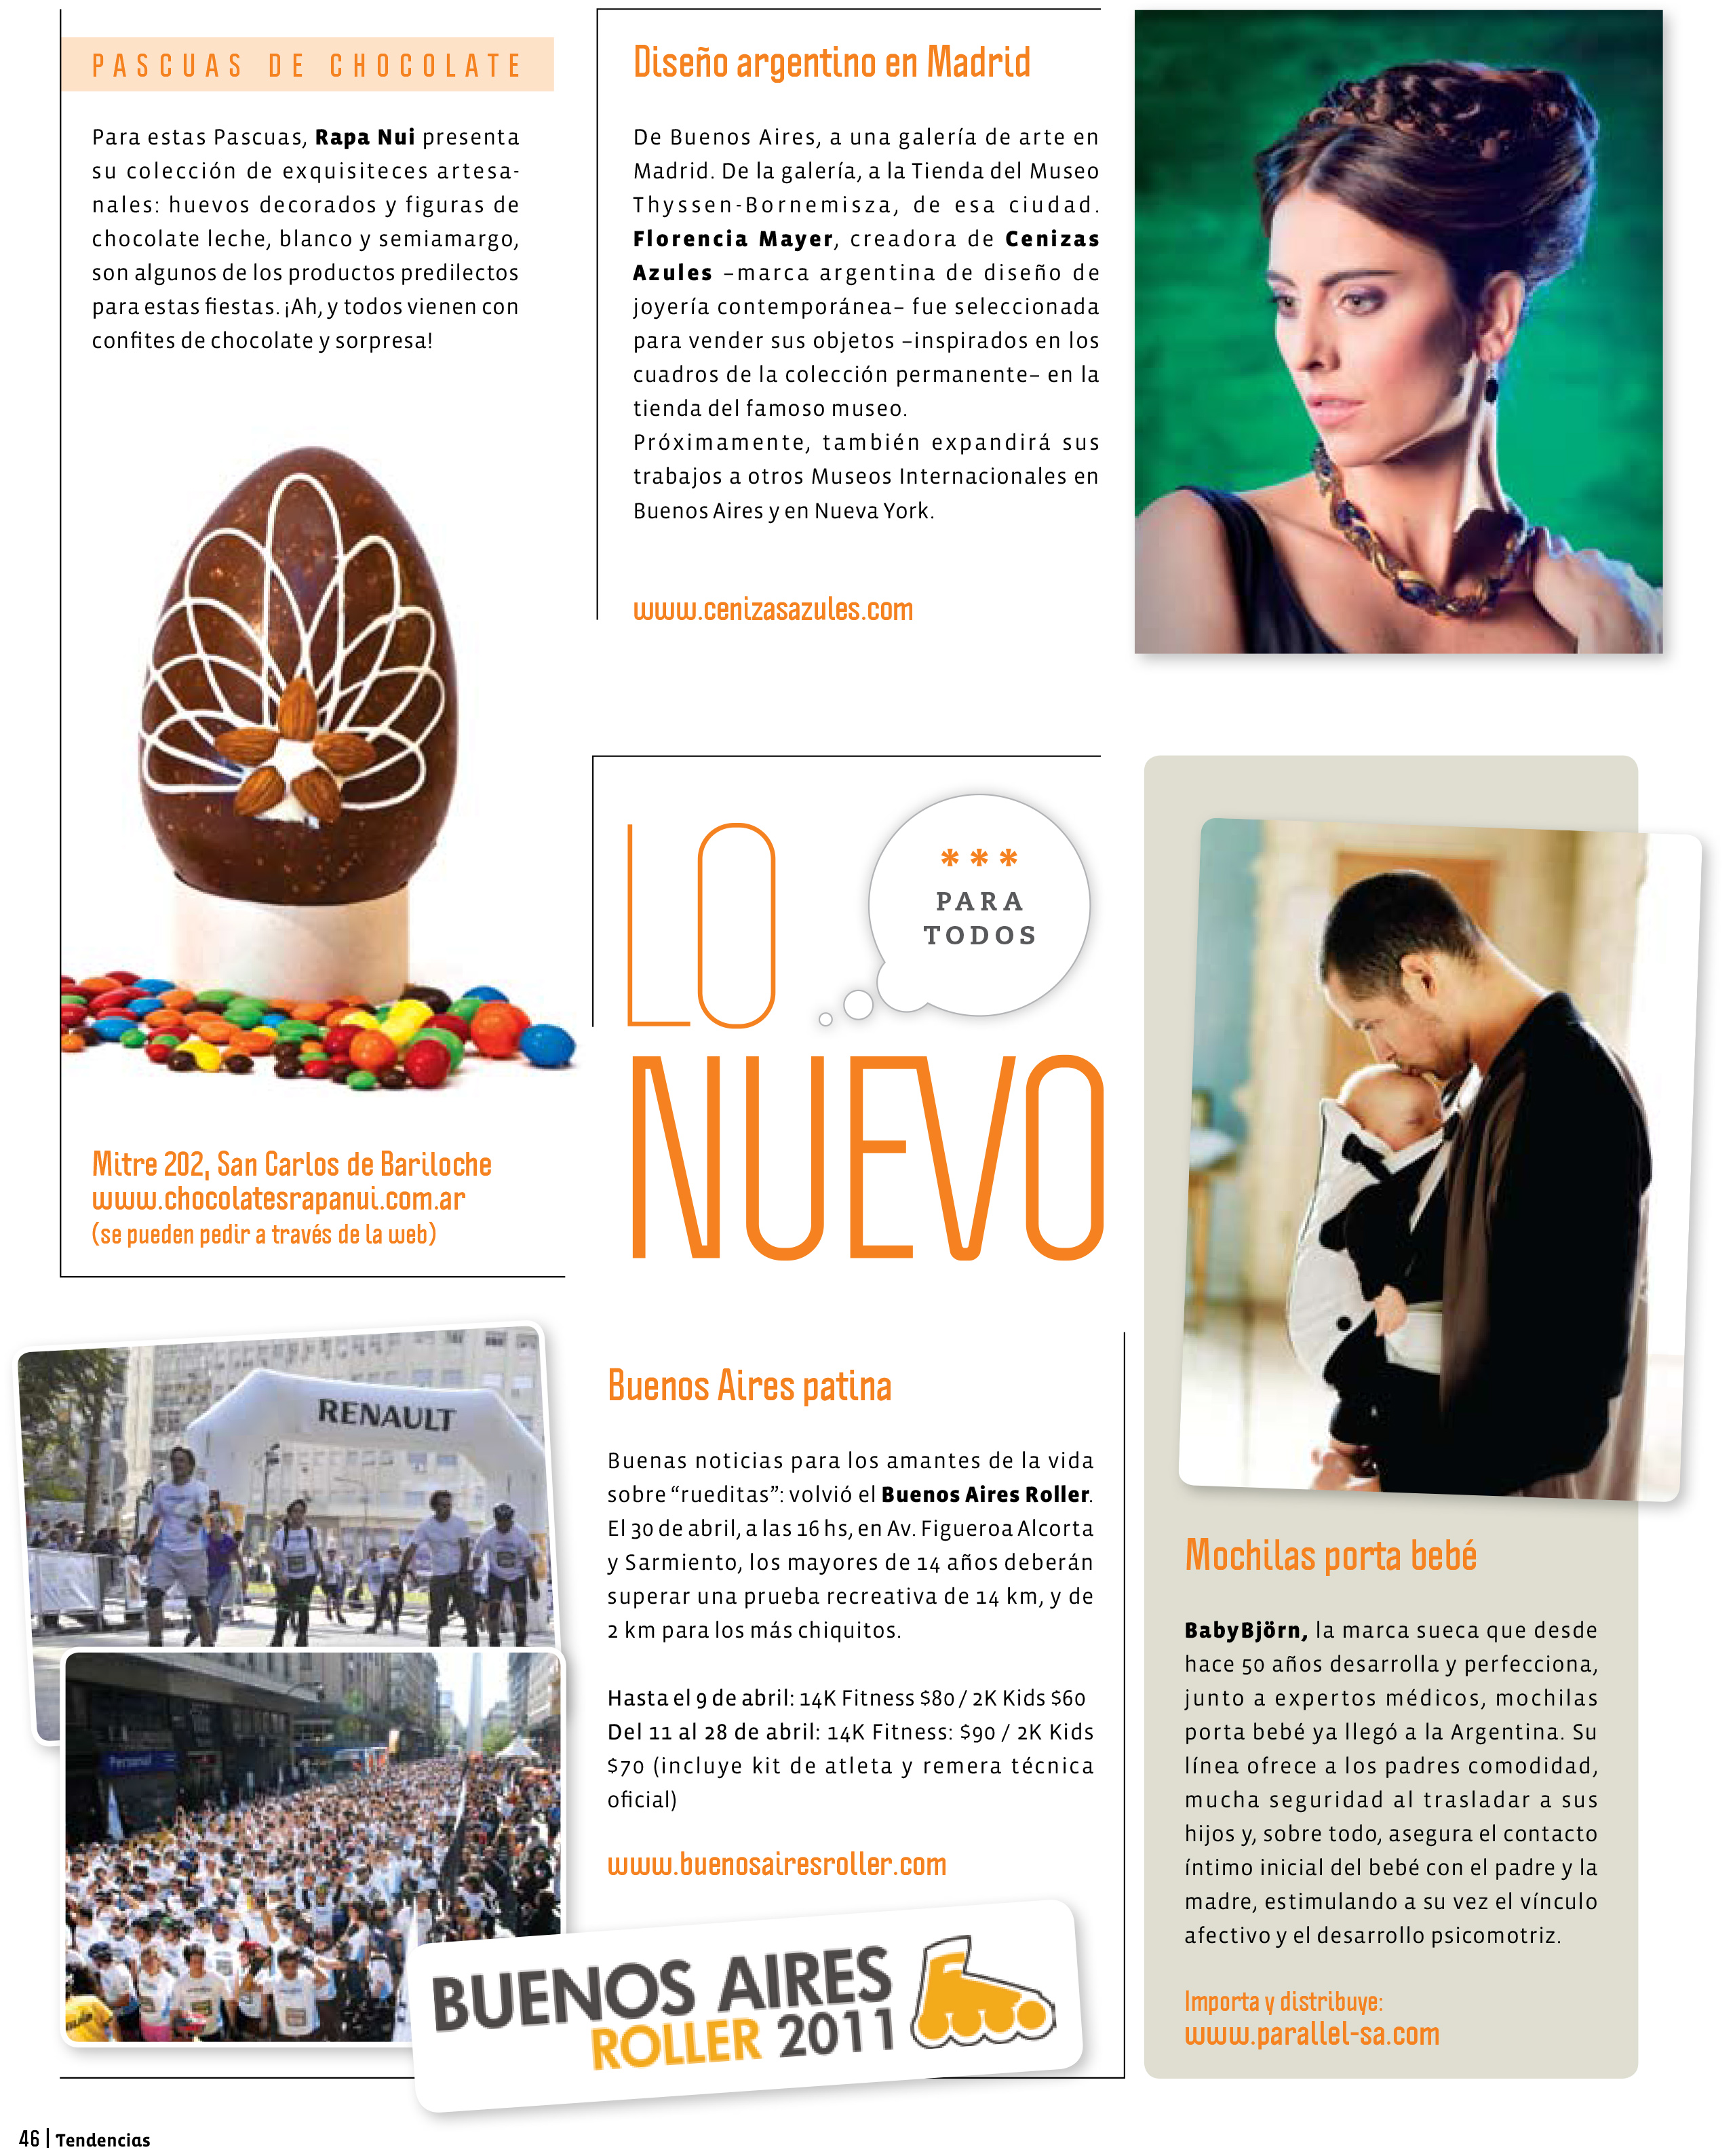 PASCUAS DE CHOCOLATE
Para estas Pascuas, Rapa Nui presenta
su colección de exquisiteces artesa-
nales: huevos decorados y figuras de
chocolate leche, blanco y semiamargo,
son algunos de los productos predilectos
para estas fiestas. ¡Ah, y todos vienen con
confites de chocolate y sorpresa!
Mitre 202, San Carlos de Bariloche
www.chocolatesrapanui.com.ar
(se pueden pedir a través de la web)
Diseño argentino en Madrid
De Buenos Aires, a una galería de arte en
Madrid. De la galería, a la Tienda del Museo
Thyssen-Bornemisza, de esa ciudad.
Florencia Mayer, creadora de Cenizas
Azules –marca argentina de diseño de
joyería contemporánea– fue seleccionada
para vender sus objetos –inspirados en los
cuadros de la colección permanente– en la
tienda del famoso museo.
Próximamente, también expandirá sus
trabajos a otros Museos Internacionales en
Buenos Aires y en Nueva York.
www.cenizasazules.com
LO
NUEVO
***
PARA
TODOS
RENAULT
Personal
Buenos Aires patina
Buenas noticias para los amantes de la vida
sobre “rueditas”: volvió el Buenos Aires Roller.
El 30 de abril, a las 16 hs, en Av. Figueroa Alcorta
y Sarmiento, los mayores de 14 años deberán
superar una prueba recreativa de 14 km, y de
2 km para los más chiquitos.
Hasta el 9 de abril: 14K Fitness $80 / 2K Kids $60
Del 11 al 28 de abril: 14K Fitness: $90 / 2K Kids
$70 (incluye kit de atleta y remera técnica
oficial)
www.buenosairesroller.com
BUENOS AIRES
ROLLER 2011
Mochilas porta bebé
BabyBjörn, la marca sueca que desde
hace 50 años desarrolla y perfecciona,
junto a expertos médicos, mochilas
porta bebé ya llegó a la Argentina. Su
línea ofrece a los padres comodidad,
mucha seguridad al trasladar a sus
hijos y, sobre todo, asegura el contacto
íntimo inicial del bebé con el padre y la
madre, estimulando a su vez el vínculo
afectivo y el desarrollo psicomotriz.
Importa y distribuye:
www.parallel-sa.com
46 | Tendencias